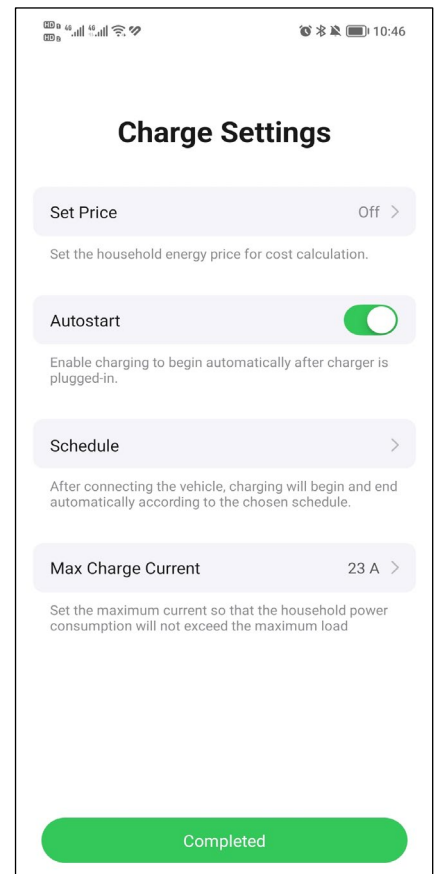 10:46
Charge Settings
Set Price Off >
Set the household energy price for cost calculation.
Autostart
Enable charging to begin automatically after charger is
plugged-in.
Schedule >
After connecting the vehicle, charging will begin and end
automatically according to the chosen schedule.
Max Charge Current 23 A >
Set the maximum current so that the household power
consumption will not exceed the maximum load
Completed